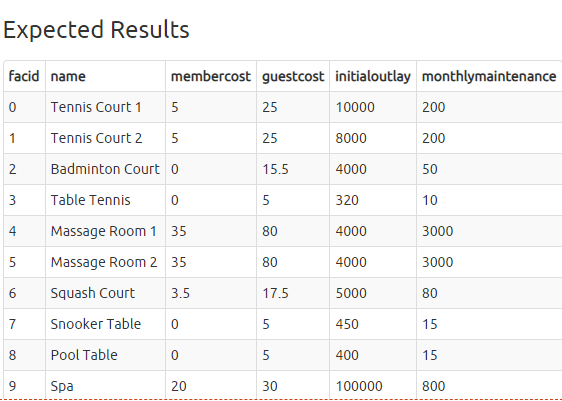 Expected Results
facid name membercost guestcost initialoutlay monthlymaintenance
0 Tennis Court 1 5 25 10000 200
1 Tennis Court 2 5 25 8000 200
2 Badminton Court 0 15.5 4000 50
3 Table Tennis 0 5 320 10
4 Massage Room 1 35 80 4000 3000
5 Massage Room 2 35 80 4000 3000
6 Squash Court 3.5 17.5 5000 80
7 Snooker Table 0 5 450 15
8 Pool Table 0 5 400 15
9 Spa 20 30 100000 800